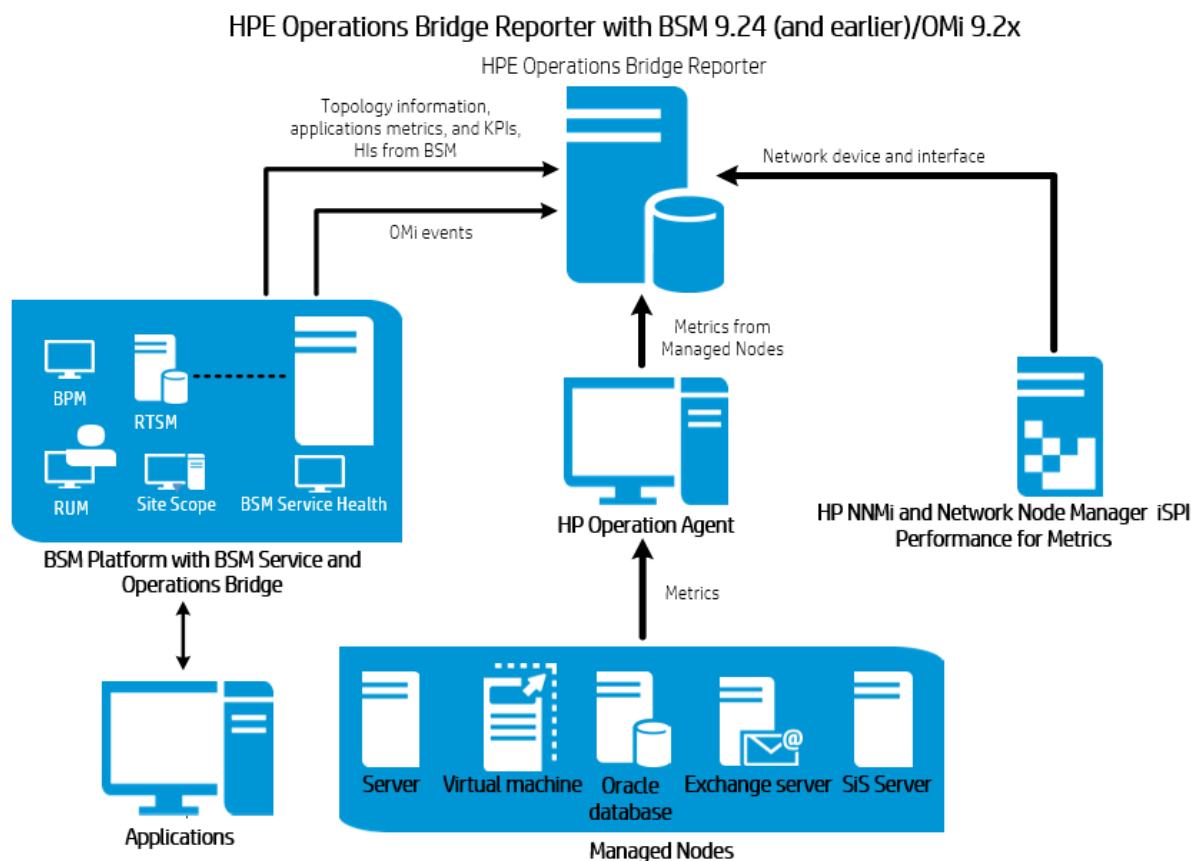 HPE Operations Bridge Reporter with BSM 9.24 (and earlier)/OMi 9.2x
HPE Operations Bridge Reporter
Topology information,
applications metrics, and KPIs,
HIs from BSM
Network device and interface
OMi events
Metrics from
Managed Nodes
BPM
RTSM
RUM
Site Scope
BSM Service Health
BSM Platform with BSM Service and
Operations Bridge
HP Operation Agent
HP NNMi and Network Node Manager iSPI
Performance for Metrics
Metrics
Applications
Server
Virtual machine
Oracle
database
@
Exchange server
SiS Server
Managed Nodes